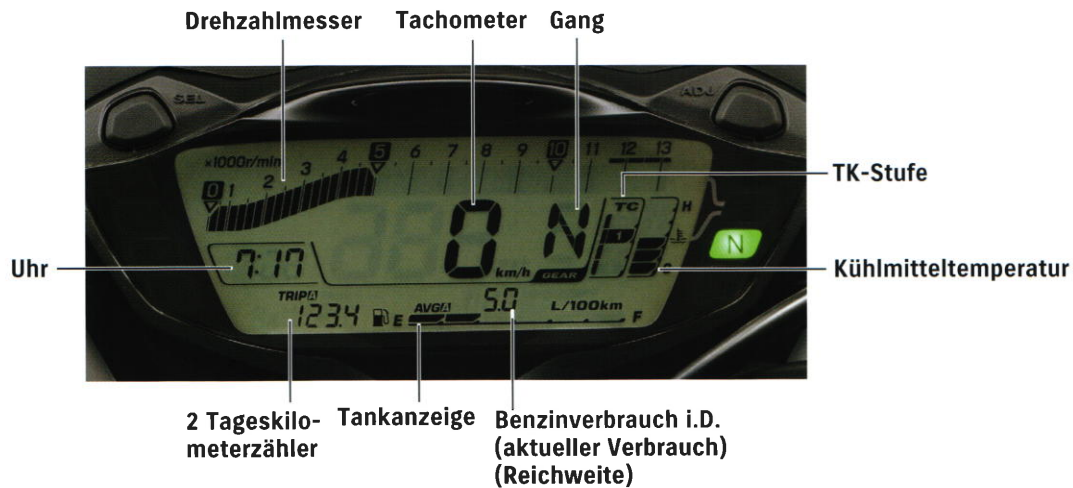 Drehzahlmesser
Tachometer
Gang
SEL
ADJ
×1000r/min
0 1 2 3 4 5 6 7 8 9 10 11 12 13
TC
TK-Stufe
H
1
0
N
N
Uhr
7:17
km/h
GEAR
Kühlmitteltemperatur
TRIP A
123.4
E
AVG A
5.0
L/100km
F
2 Tageskilo-
meterzähler
Tankanzeige
Benzinverbrauch i.D.
(aktueller Verbrauch)
(Reichweite)